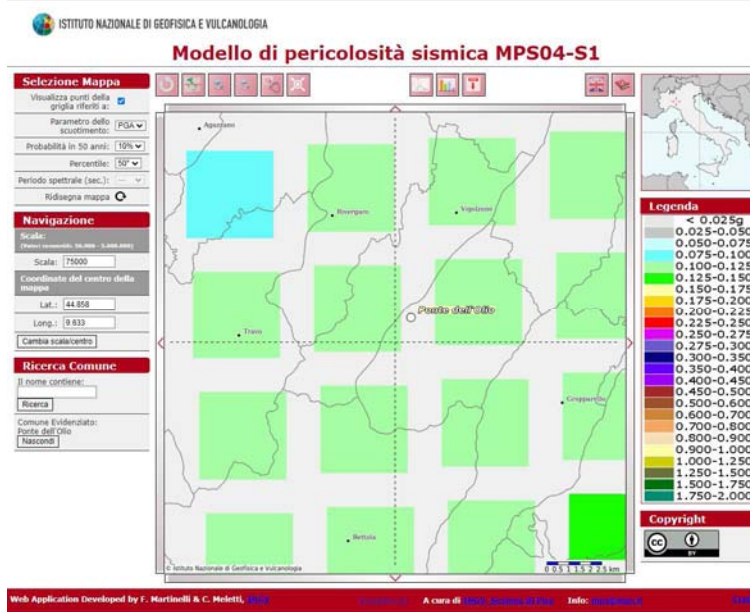 ISTITUTO NAZIONALE DI GEOFISICA E VULCANOLOGIA
Modello di pericolosità sismica MPS04-S1
Selezione Mappa
Visualizza punti della
griglia riferiti a:
Parametro dello
scuotimento: PGA
Probabilità in 50 anni: 10%
Percentile: 50°
Periodo spettrale (sec.): ---
Ridisegna mappa
Navigazione
Scala:
Scala: 75000
Coordinate del centro della
mappa
Lat.: 44.858
Long.: 9.633
Cambia scala/centro
Ricerca Comune
Il nome contiene:
Ricerca
Comune Evidenziato:
Ponte dell'Olio
Nascondi
Agazzano
Rivergaro
Vigolzone
Ponte dell'Olio
Travo
Gropparello
Bettola
© Istituto Nazionale di Geofisica e Vulcanologia
0 0.5 1 1.5 2 2.5 km
Legenda
< 0.025g
0.025-0.050
0.050-0.075
0.075-0.100
0.100-0.125
0.125-0.150
0.150-0.175
0.175-0.200
0.200-0.225
0.225-0.250
0.250-0.275
0.275-0.300
0.300-0.350
0.350-0.400
0.400-0.450
0.450-0.500
0.500-0.600
0.600-0.700
0.700-0.800
0.800-0.900
0.900-1.000
1.000-1.250
1.250-1.500
1.500-1.750
1.750-2.000
Copyright
cc
BY
Web Application Developed by F. Martinelli & C. Meletti,
A cura di
Info: